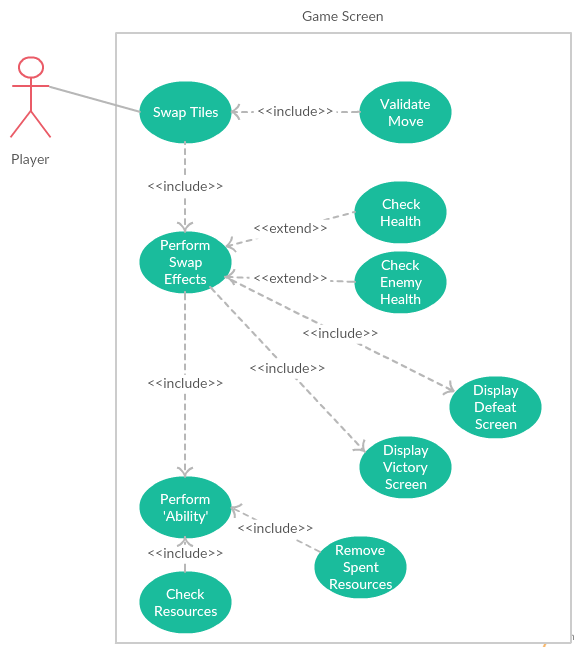 Game Screen
Player
Swap Tiles
<<include>>
Validate
Move
<<include>>
Check
Health
<<extend>>
Perform
Swap
Effects
Check
Enemy
Health
<<extend>>
<<include>>
<<include>>
<<include>>
Display
Defeat
Screen
Display
Victory
Screen
Perform
'Ability'
<<include>>
<<include>>
Remove
Spent
Resources
Check
Resources